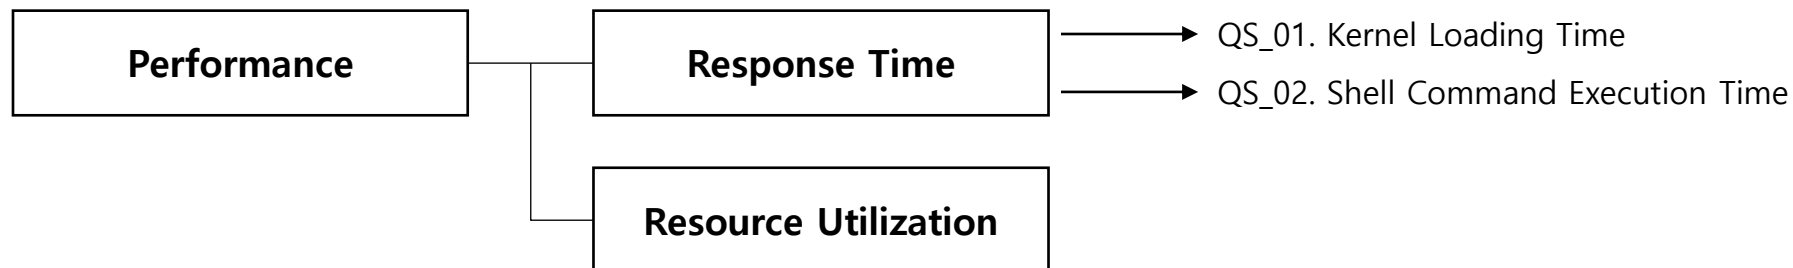 Performance
Response Time
QS_01. Kernel Loading Time
QS_02. Shell Command Execution Time
Resource Utilization